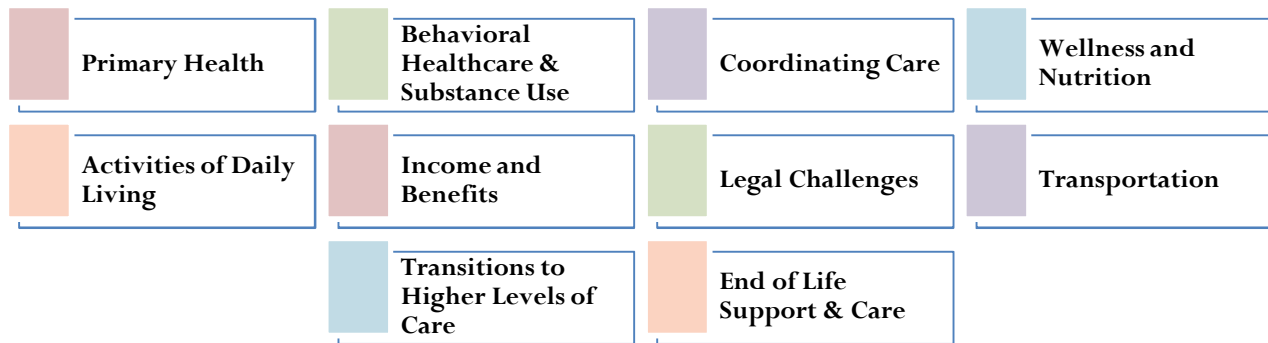 Primary Health
Behavioral
Healthcare &
Substance Use
Coordinating Care
Wellness and
Nutrition
Activities of Daily
Living
Income and
Benefits
Legal Challenges
Transportation
Transitions to
Higher Levels of
Care
End of Life
Support & Care